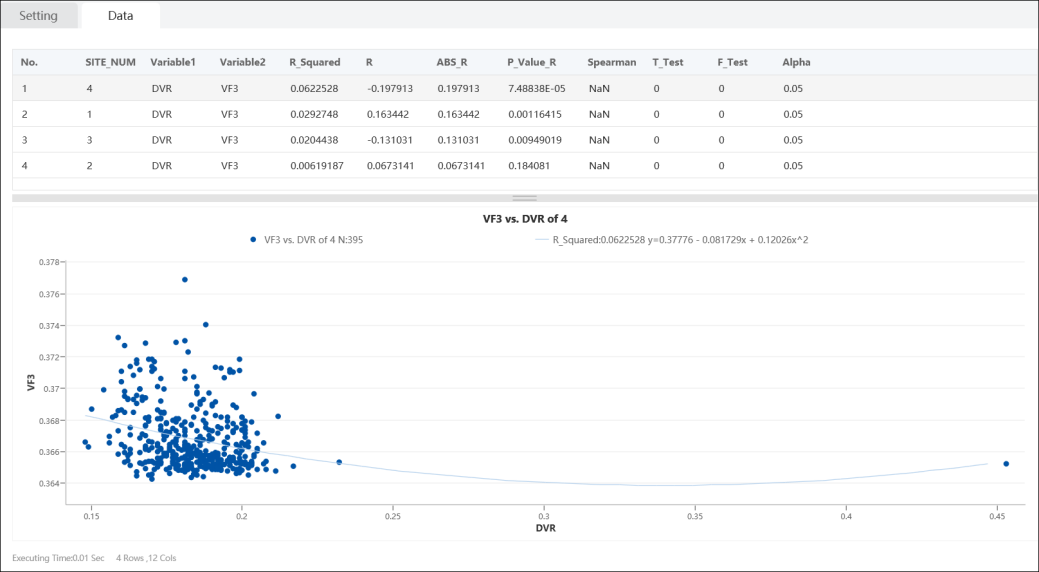 Setting Data
No. SITE_NUM Variable1 Variable2 R_Squared R ABS_R P_Value_R Spearman T_Test F_Test Alpha
1 4 DVR VF3 0.0622528 -0.197913 0.197913 7.48838E-05 NaN 0 0 0.05
2 1 DVR VF3 0.0292748 0.163442 0.163442 0.00116415 NaN 0 0 0.05
3 3 DVR VF3 0.0204438 -0.131031 0.131031 0.00949019 NaN 0 0 0.05
4 2 DVR VF3 0.00619187 0.0673141 0.0673141 0.184081 NaN 0 0 0.05
VF3 vs. DVR of 4
VF3 vs. DVR of 4 N:395 R_Squared:0.0622528 y=0.37776 - 0.081729x + 0.12026x^2
0.378
0.376
0.374
0.372
0.37
0.368
0.366
0.364
VF3
0.15 0.2 0.25 0.3 0.35 0.4 0.45
DVR
Executing Time:0.01 Sec 4 Rows ,12 Cols